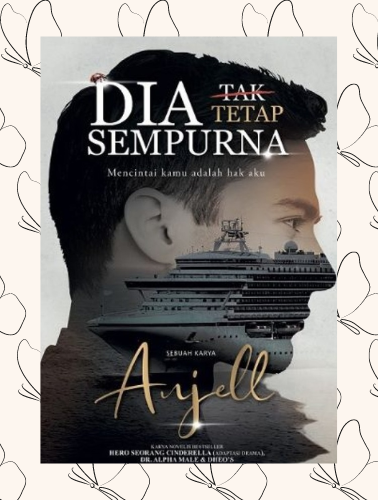 DIA TAK
TETAP
SEMPURNA
Mencintai kamu adalah hak aku
SEBUAH KARYA
Anjell
KARYA NOVELIS BESTSELLER
HERO SEORANG CINDERELLA (ADAPTASI DRAMA),
DR. ALPHA MALE & DHEO'S